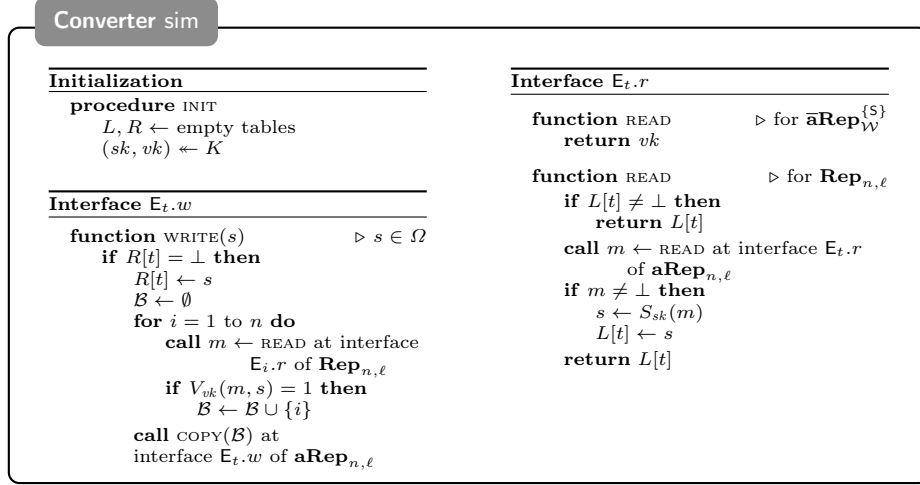 Converter sim
Initialization
procedure INIT
L, R ← empty tables
(sk, vk) ↞ K
Interface E_t.w
function WRITE(s) ▷ s ∈ Ω
if R[t] = ⊥ then
R[t] ← s
𝓑 ← ∅
for i = 1 to n do
call m ← READ at interface
E_i.r of Rep_{n,ℓ}
if V_{vk}(m, s) = 1 then
𝓑 ← 𝓑 ∪ {i}
call COPY(𝓑) at
interface E_t.w of aRep_{n,ℓ}
Interface E_t.r
function READ ▷ for a̅Rep_𝒲^{{S}}
return vk
function READ ▷ for Rep_{n,ℓ}
if L[t] ≠ ⊥ then
return L[t]
call m ← READ at interface E_t.r
of aRep_{n,ℓ}
if m ≠ ⊥ then
s ← S_{sk}(m)
L[t] ← s
return L[t]